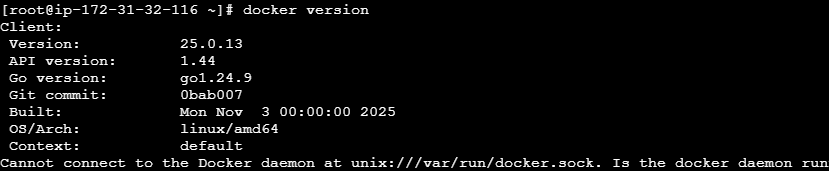 [root@ip-172-31-32-116 ~]# docker version
Client:
 Version:           25.0.13
 API version:       1.44
 Go version:        go1.24.9
 Git commit:        0bab007
 Built:             Mon Nov  3 00:00:00 2025
 OS/Arch:           linux/amd64
 Context:           default
Cannot connect to the Docker daemon at unix:///var/run/docker.sock. Is the docker daemon run